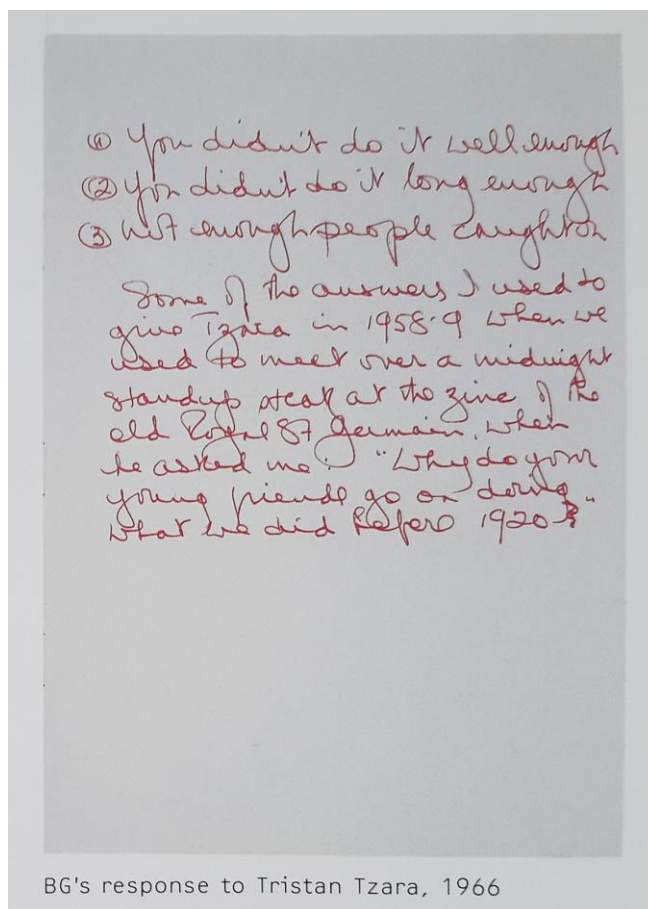 ① You didn't do it well enough
② You didn't do it long enough
③ Not enough people caught on
Some of the answers I used to
give Tzara in 1958-9 when we
used to meet over a midnight
standup steak at the zinc of the
old Royal St Germain, when
he asked me: "Why do your
young friends go on doing
what we did before 1920?"
BG's response to Tristan Tzara, 1966